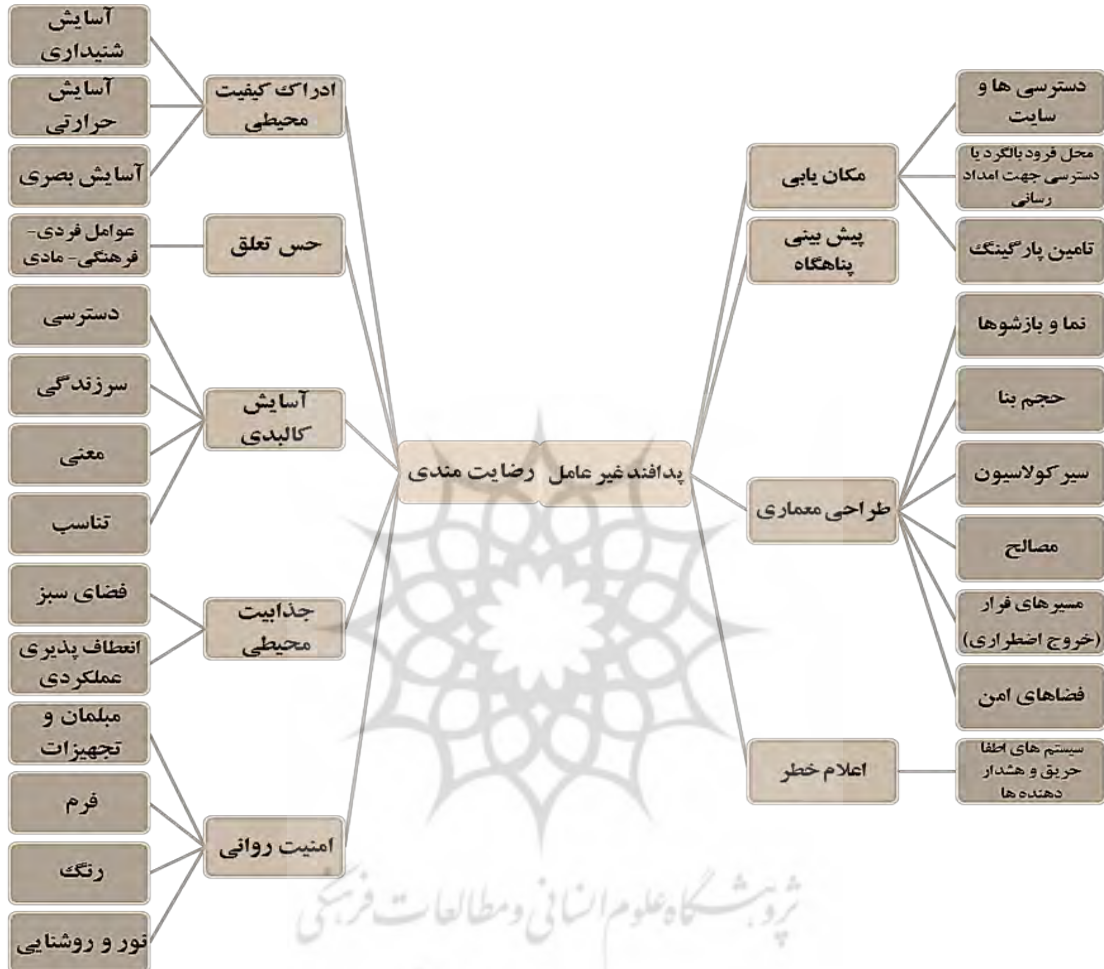 دسترسی ها و
سایت
محل فرود بالگرد یا
دسترسی جهت امداد
رسانی
تامین پارگینگ
نما و بازشوها
حجم بنا
سیرکولاسیون
مصالح
مسیرهای فرار
(خروج اضطراری)
فضاهای امن
سیستم های اطفا
حریق و هشدار
دهنده ها
مکان یابی
پیش بینی
پناهگاه
طراحی معماری
اعلام خطر
پدافند غیر عامل
رضایت مندی
ادراک کیفیت
محیطی
حس تعلق
آسایش
کالبدی
جذابیت
محیطی
امنیت روانی
آسایش
شنیداری
آسایش
حرارتی
آسایش بصری
عوامل فردی-
فرهنگی- مادی
دسترسی
سرزندگی
معنی
تناسب
فضای سبز
انعطاف پذیری
عملکردی
مبلمان و
تجهیزات
فرم
رنگ
نور و روشنایی
پژوهشگاه علوم انسانی و مطالعات فرهنگی